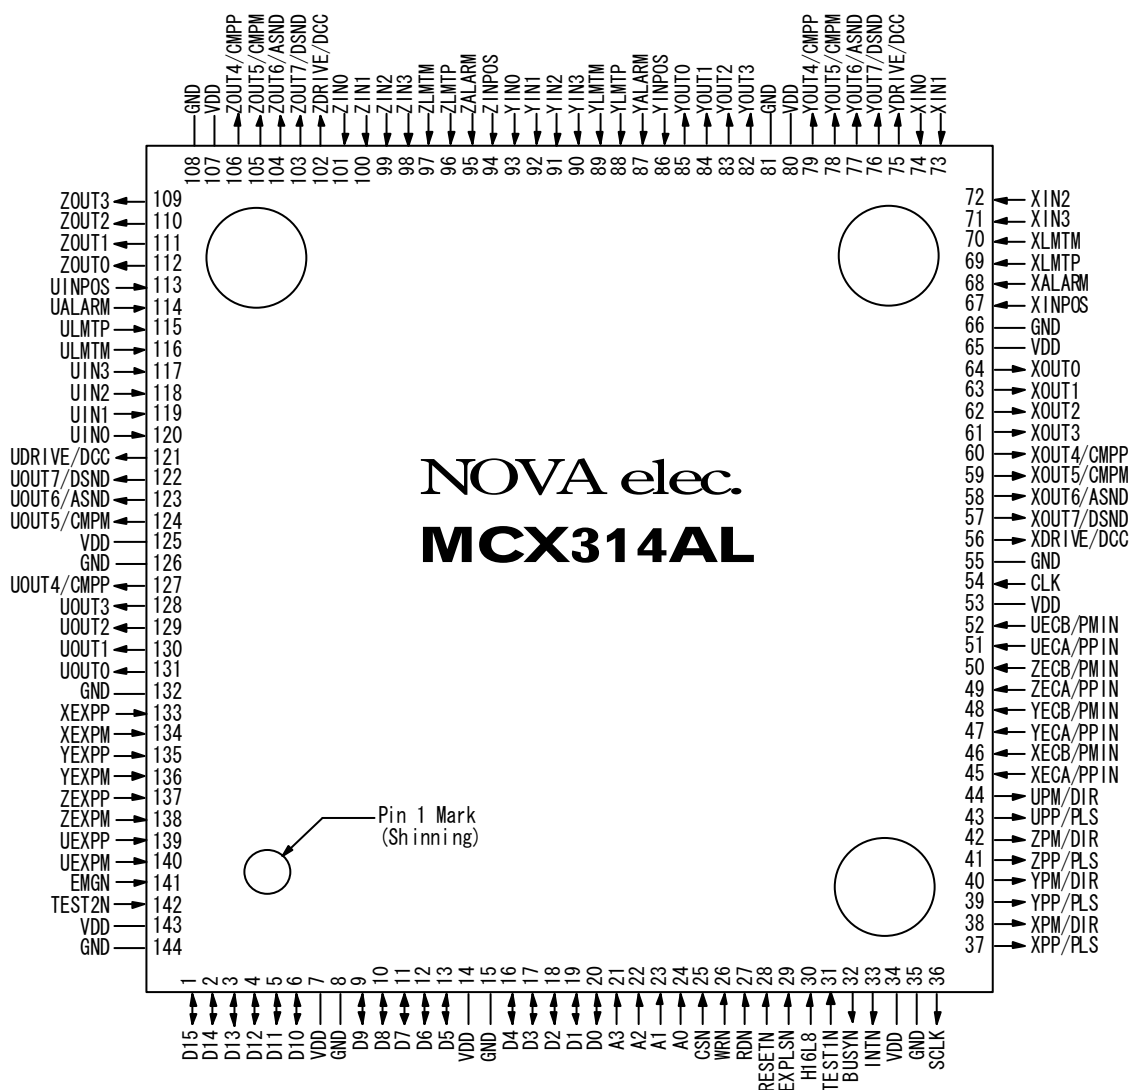 GND
VDD
ZOUT4/CMPP
ZOUT5/CMPM
ZOUT6/ASND
ZOUT7/DSND
ZDRIVE/DCC
ZIN0
ZIN1
ZIN2
ZIN3
ZLMTM
ZLMTP
ZALARM
ZINPOS
YIN0
YIN1
YIN2
YIN3
YLMTM
YLMTP
YALARM
YINPOS
YOUT0
YOUT1
YOUT2
YOUT3
GND
VDD
YOUT4/CMPP
YOUT5/CMPM
YOUT6/ASND
YOUT7/DSND
YDRIVE/DCC
XIN0
XIN1
108
107
106
105
104
103
102
101
100
99
98
97
96
95
94
93
92
91
90
89
88
87
86
85
84
83
82
81
80
79
78
77
76
75
74
73
ZOUT3 109
ZOUT2 110
ZOUT1 111
ZOUT0 112
UINPOS 113
UALARM 114
ULMTP 115
ULMTM 116
UIN3 117
UIN2 118
UIN1 119
UIN0 120
UDRIVE/DCC 121
UOUT7/DSND 122
UOUT6/ASND 123
UOUT5/CMPM 124
VDD 125
GND 126
UOUT4/CMPP 127
UOUT3 128
UOUT2 129
UOUT1 130
UOUT0 131
GND 132
XEXPP 133
XEXPM 134
YEXPP 135
YEXPM 136
ZEXPP 137
ZEXPM 138
UEXPP 139
UEXPM 140
EMGN 141
TEST2N 142
VDD 143
GND 144
NOVA elec.
MCX314AL
Pin 1 Mark
(Shinning)
72 XIN2
71 XIN3
70 XLMTM
69 XLMTP
68 XALARM
67 XINPOS
66 GND
65 VDD
64 XOUT0
63 XOUT1
62 XOUT2
61 XOUT3
60 XOUT4/CMPP
59 XOUT5/CMPM
58 XOUT6/ASND
57 XOUT7/DSND
56 XDRIVE/DCC
55 GND
54 CLK
53 VDD
52 UECB/PMIN
51 UECA/PPIN
50 ZECB/PMIN
49 ZECA/PPIN
48 YECB/PMIN
47 YECA/PPIN
46 XECB/PMIN
45 XECA/PPIN
44 UPM/DIR
43 UPP/PLS
42 ZPM/DIR
41 ZPP/PLS
40 YPM/DIR
39 YPP/PLS
38 XPM/DIR
37 XPP/PLS
1
2
3
4
5
6
7
8
9
10
11
12
13
14
15
16
17
18
19
20
21
22
23
24
25
26
27
28
29
30
31
32
33
34
35
36
D15
D14
D13
D12
D11
D10
VDD
GND
D9
D8
D7
D6
D5
VDD
GND
D4
D3
D2
D1
D0
A3
A2
A1
A0
CSN
WRN
RDN
RESETN
EXPLSN
H16L8
TEST1N
BUSYN
INTN
VDD
GND
SCLK